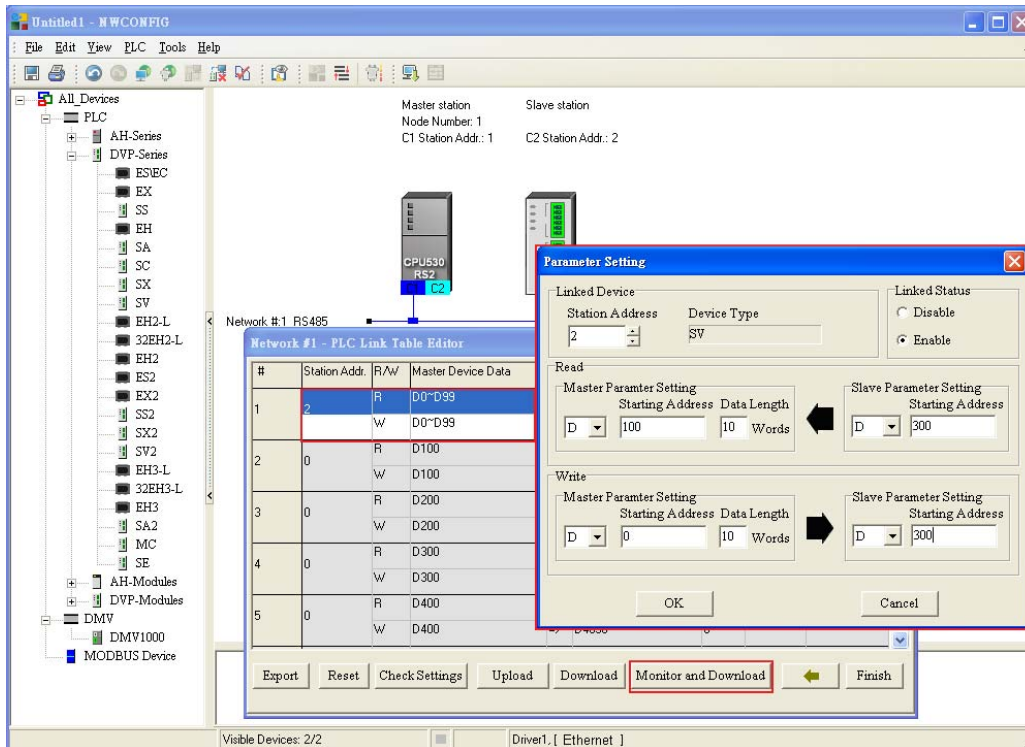 Untitled1 - NWCONFIG
File Edit View PLC Tools Help
All_Devices
PLC
AH-Series
DVP-Series
ES\EC
EX
SS
EH
SA
SC
SX
SV
EH2-L
32EH2-L
EH2
ES2
EX2
SS2
SX2
SV2
EH3-L
32EH3-L
EH3
SA2
MC
SE
AH-Modules
DVP-Modules
DMV
DMV1000
MODBUS Device
Master station Slave station
Node Number: 1
C1 Station Addr.: 1 C2 Station Addr.: 2
CPU530
RS2
C1 C2
Network #:1 RS485
Network #1 - PLC Link Table Editor
# Station Addr. R/W Master Device Data
1 2 R D0~D99
W D0~D99
2 0 R D100
W D100
3 0 R D200
W D200
4 0 R D300
W D300
5 0 R D400
W D400
Export Reset Check Settings Upload Download Monitor and Download Finish
Parameter Setting
Linked Device Linked Status
Station Address Device Type Disable
2 SV Enable
Read
Master Paramter Setting Slave Parameter Setting
Starting Address Data Length Starting Address
D 100 10 Words D 300
Write
Master Paramter Setting Slave Parameter Setting
Starting Address Data Length Starting Address
D 0 10 Words D 300
OK Cancel
Visible Devices: 2/2 Driver1, [ Ethernet ]